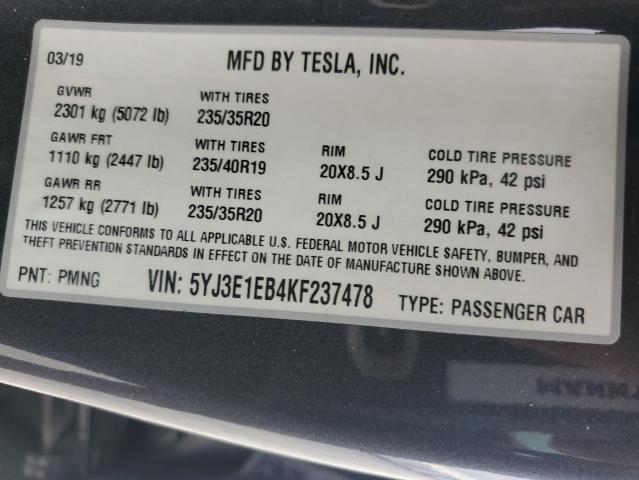 03/19 MFD BY TESLA, INC.
GVWR WITH TIRES
2301 kg (5072 lb) 235/35R20
GAWR FRT WITH TIRES RIM COLD TIRE PRESSURE
1110 kg (2447 lb) 235/40R19 20X8.5 J 290 kPa, 42 psi
GAWR RR WITH TIRES RIM COLD TIRE PRESSURE
1257 kg (2771 lb) 235/35R20 20X8.5 J 290 kPa, 42 psi
THIS VEHICLE CONFORMS TO ALL APPLICABLE U.S. FEDERAL MOTOR VEHICLE SAFETY, BUMPER, AND
THEFT PREVENTION STANDARDS IN EFFECT ON THE DATE OF MANUFACTURE SHOWN ABOVE.
PNT: PMNG VIN: 5YJ3E1EB4KF237478 TYPE: PASSENGER CAR